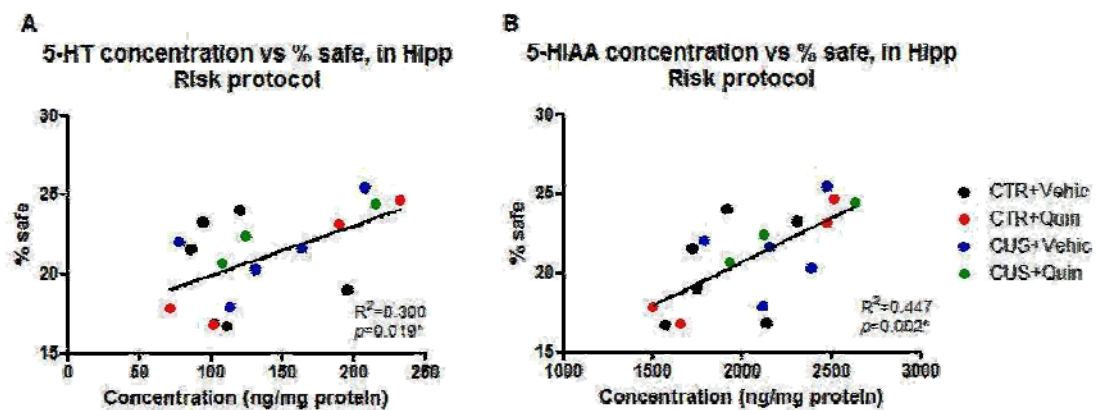 A
5-HT concentration vs % safe, in Hipp
Risk protocol
30
25
20
15
% safe
0
50
100
150
200
250
Concentration (ng/mg protein)
R²=0.300
p=0.019*
B
5-HIAA concentration vs % safe, in Hipp
Risk protocol
30
25
20
15
% safe
1000
1500
2000
2500
3000
Concentration (ng/mg protein)
R²=0.447
p=0.002*
CTR+Vehic
CTR+Quin
CUS+Vehic
CUS+Quin